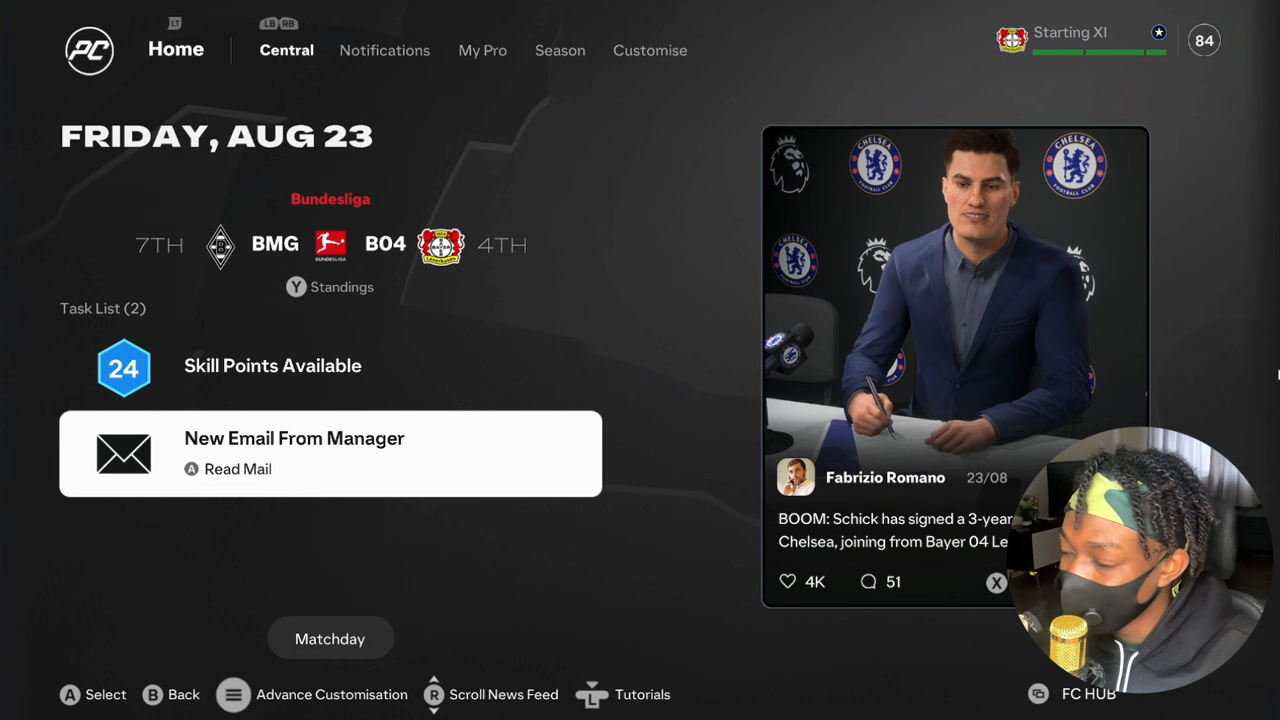 LT
LB RB
PC Home Central Notifications My Pro Season Customise
Starting XI 84
FRIDAY, AUG 23
Bundesliga
7TH BMG B04 4TH
Y Standings
Task List (2)
24 Skill Points Available
New Email From Manager
A Read Mail
CHELSEA
CHELSEA
CHELSEA
Fabrizio Romano 23/08
BOOM: Schick has signed a 3-year
Chelsea, joining from Bayer 04 Le
4K 51 X
Matchday
A Select B Back Advance Customisation R Scroll News Feed L Tutorials FC HUB